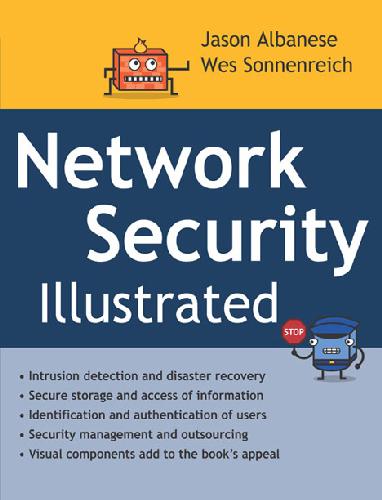 Jason Albanese
Wes Sonnenreich
Network
Security
Illustrated
STOP
• Intrusion detection and disaster recovery
• Secure storage and access of information
• Identification and authentication of users
• Security management and outsourcing
• Visual components add to the book's appeal